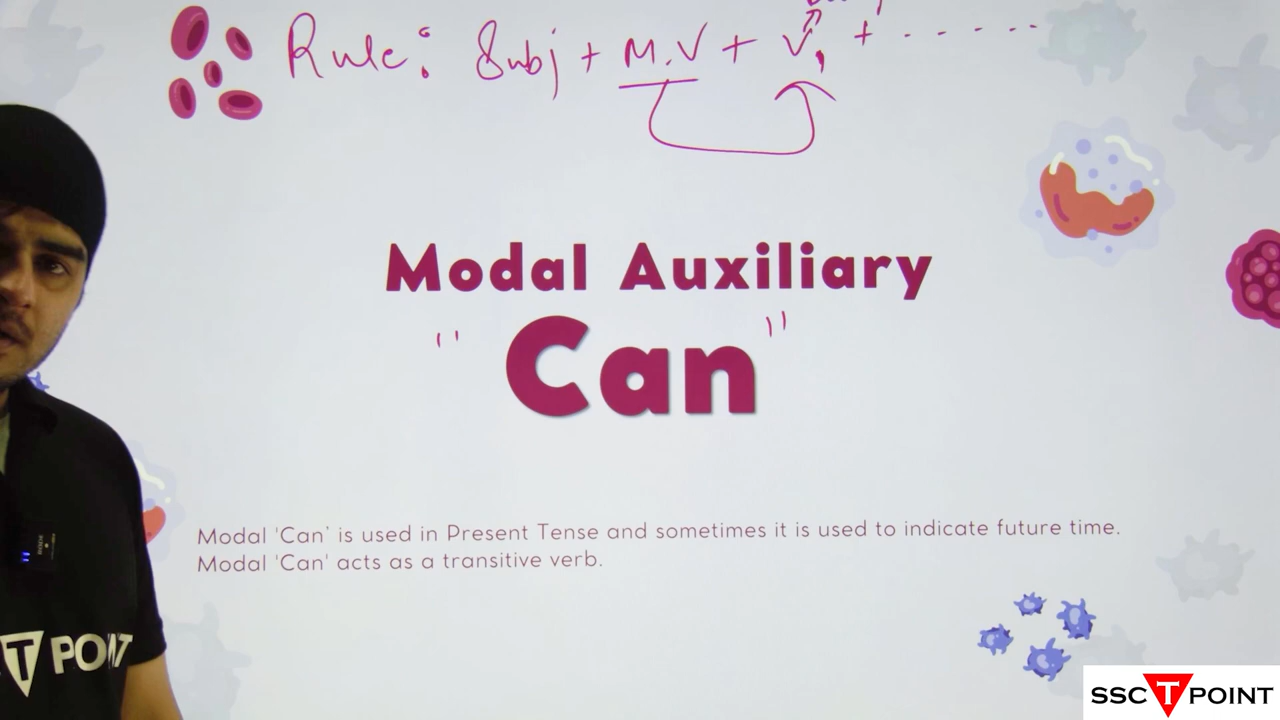 Rule: Subj + M.V + V1 + ......
Modal Auxiliary
"Can"
Modal 'Can' is used in Present Tense and sometimes it is used to indicate future time.
Modal 'Can' acts as a transitive verb.
T POINT
SSC T POINT